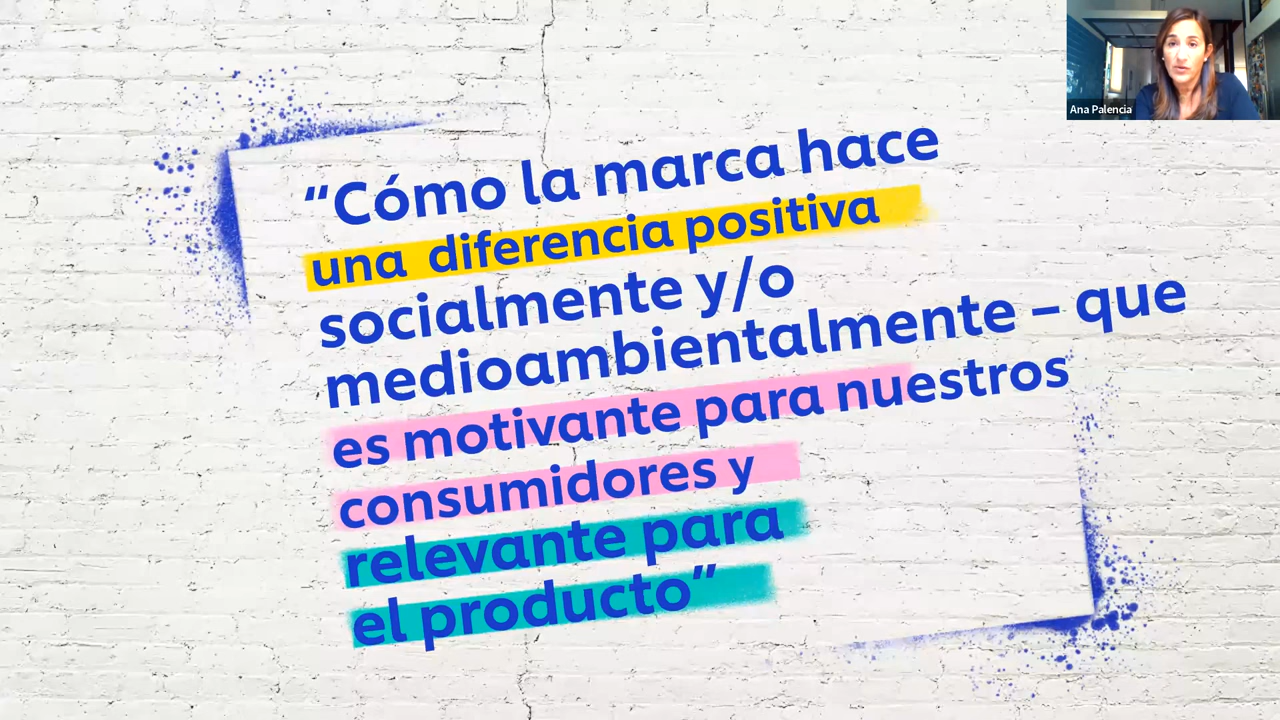 Ana Palencia
“Cómo la marca hace
una diferencia positiva
socialmente y/o
medioambientalmente – que
es motivante para nuestros
consumidores y
relevante para
el producto”